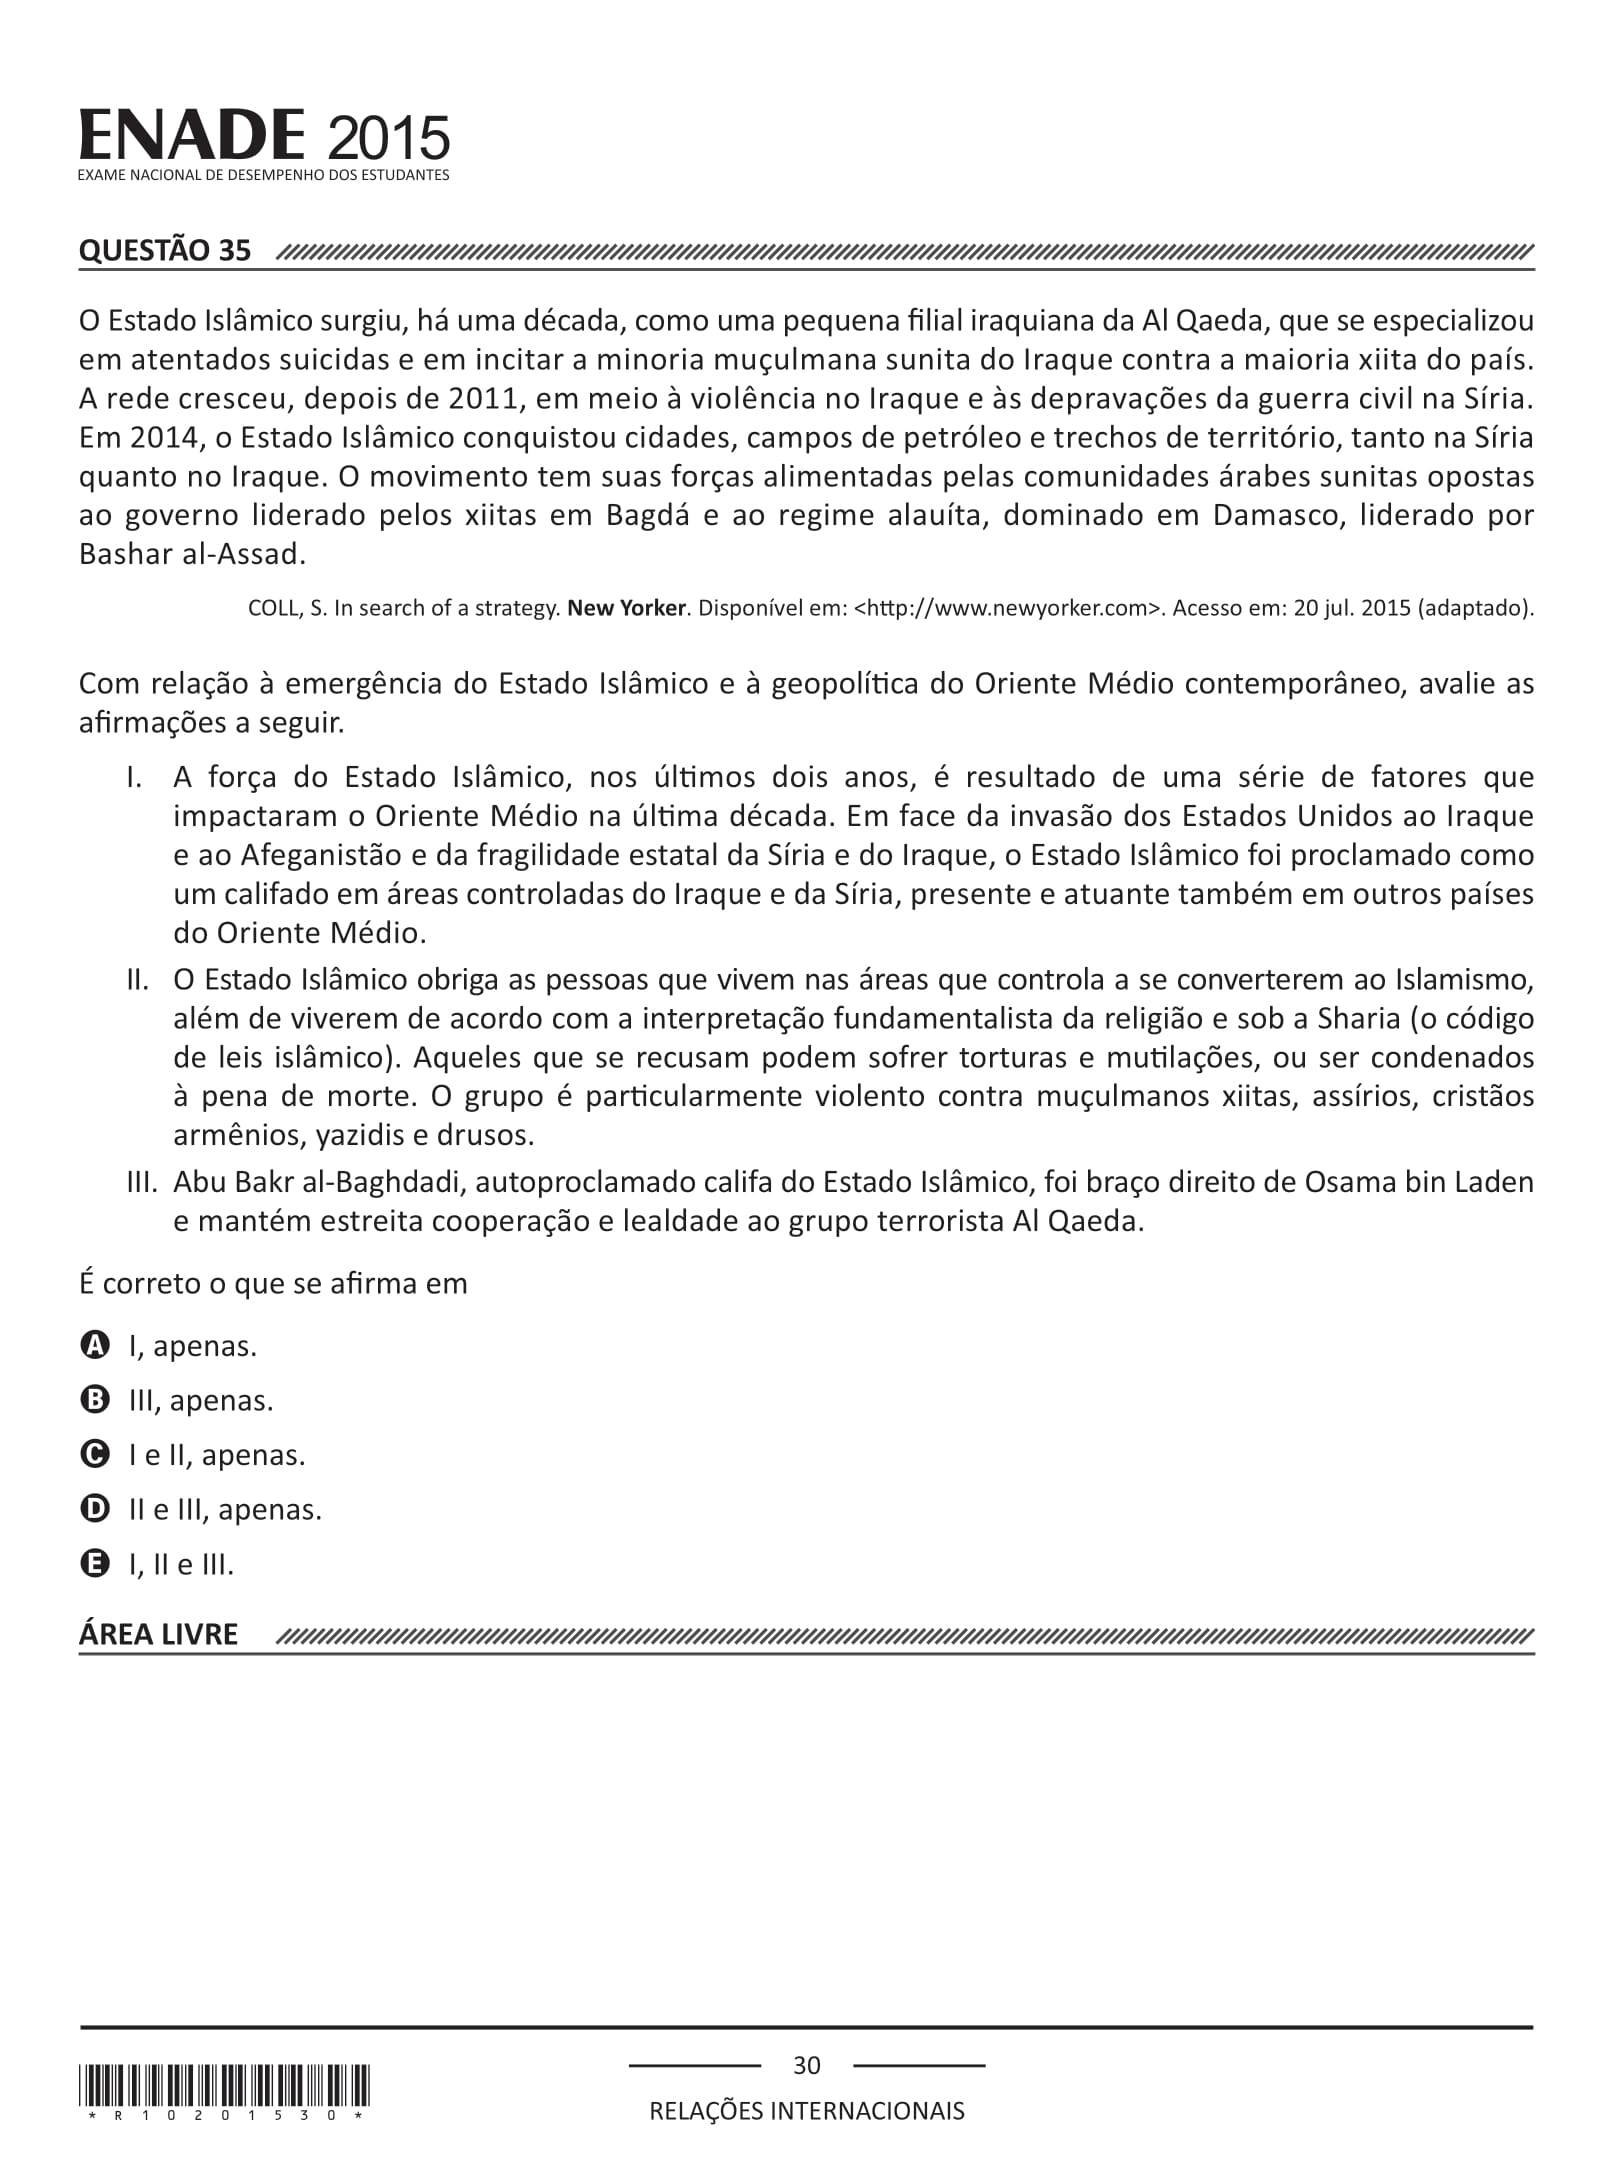 ENADE 2015
EXAME NACIONAL DE DESEMPENHO DOS ESTUDANTES
QUESTÃO 35
O Estado Islâmico surgiu, há uma década, como uma pequena filial iraquiana da Al Qaeda, que se especializou
em atentados suicidas e em incitar a minoria muçulmana sunita do Iraque contra a maioria xiita do país.
A rede cresceu, depois de 2011, em meio à violência no Iraque e às depravações da guerra civil na Síria.
Em 2014, o Estado Islâmico conquistou cidades, campos de petróleo e trechos de território, tanto na Síria
quanto no Iraque. O movimento tem suas forças alimentadas pelas comunidades árabes sunitas opostas
ao governo liderado pelos xiitas em Bagdá e ao regime alauíta, dominado em Damasco, liderado por
Bashar al-Assad.
COLL, S. In search of a strategy. New Yorker. Disponível em: <http://www.newyorker.com>. Acesso em: 20 jul. 2015 (adaptado).
Com relação à emergência do Estado Islâmico e à geopolítica do Oriente Médio contemporâneo, avalie as
afirmações a seguir.
I. A força do Estado Islâmico, nos últimos dois anos, é resultado de uma série de fatores que
impactaram o Oriente Médio na última década. Em face da invasão dos Estados Unidos ao Iraque
e ao Afeganistão e da fragilidade estatal da Síria e do Iraque, o Estado Islâmico foi proclamado como
um califado em áreas controladas do Iraque e da Síria, presente e atuante também em outros países
do Oriente Médio.
II. O Estado Islâmico obriga as pessoas que vivem nas áreas que controla a se converterem ao Islamismo,
além de viverem de acordo com a interpretação fundamentalista da religião e sob a Sharia (o código
de leis islâmico). Aqueles que se recusam podem sofrer torturas e mutilações, ou ser condenados
à pena de morte. O grupo é particularmente violento contra muçulmanos xiitas, assírios, cristãos
armênios, yazidis e drusos.
III. Abu Bakr al-Baghdadi, autoproclamado califa do Estado Islâmico, foi braço direito de Osama bin Laden
e mantém estreita cooperação e lealdade ao grupo terrorista Al Qaeda.
É correto o que se afirma em
A I, apenas.
B III, apenas.
C I e II, apenas.
D II e III, apenas.
E I, II e III.
ÁREA LIVRE
30
RELAÇÕES INTERNACIONAIS
* R 1 0 2 0 1 5 3 0 *